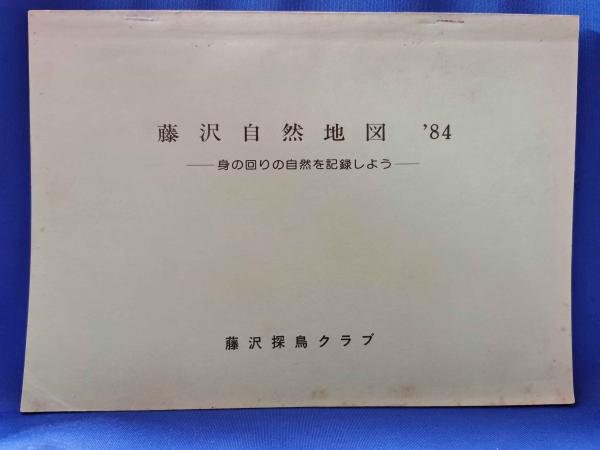 藤沢自然地図 ’84
――身の回りの自然を記録しよう――
藤沢探鳥クラブ